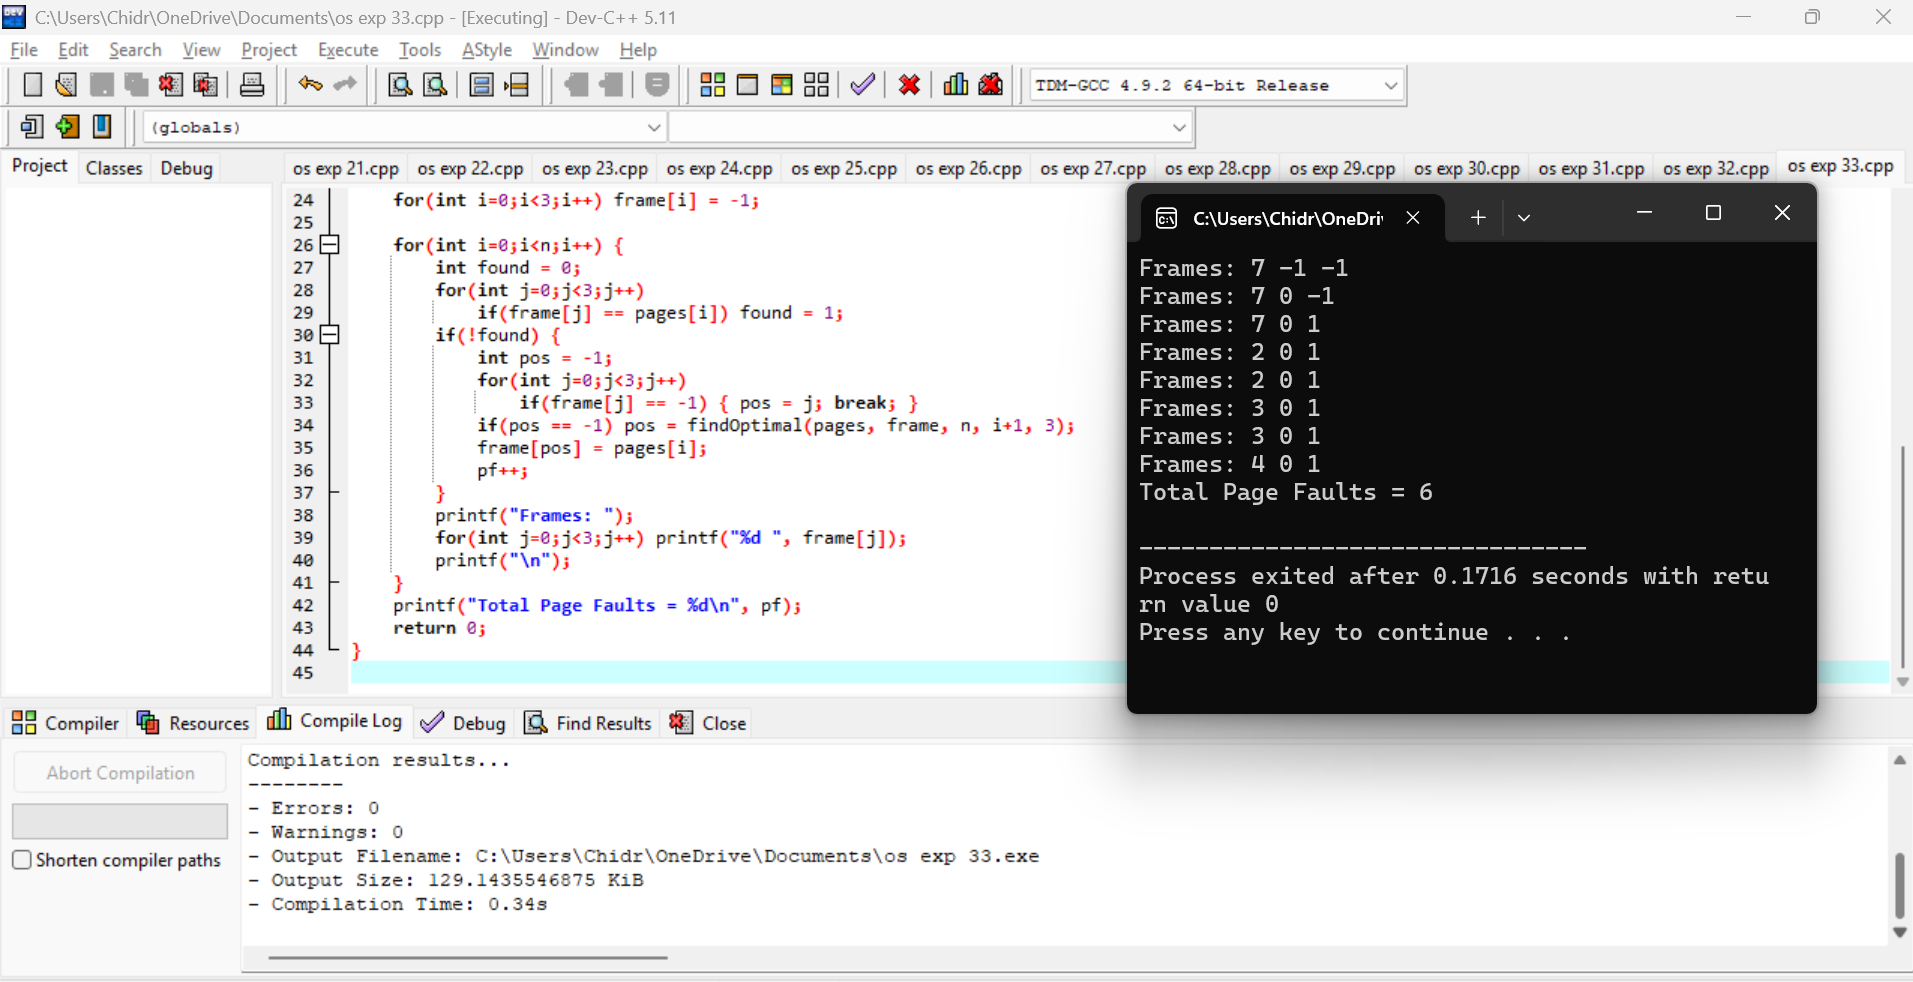 C:\Users\Chidr\OneDrive\Documents\os exp 33.cpp - [Executing] - Dev-C++ 5.11
File Edit Search View Project Execute Tools AStyle Window Help
TDM-GCC 4.9.2 64-bit Release
(globals)
Project Classes Debug
os exp 21.cpp os exp 22.cpp os exp 23.cpp os exp 24.cpp os exp 25.cpp os exp 26.cpp os exp 27.cpp os exp 28.cpp os exp 29.cpp os exp 30.cpp os exp 31.cpp os exp 32.cpp os exp 33.cpp
24 for(int i=0;i<3;i++) frame[i] = -1;
25
26 for(int i=0;i<n;i++) {
27 int found = 0;
28 for(int j=0;j<3;j++)
29 if(frame[j] == pages[i]) found = 1;
30 if(!found) {
31 int pos = -1;
32 for(int j=0;j<3;j++)
33 if(frame[j] == -1) { pos = j; break; }
34 if(pos == -1) pos = findOptimal(pages, frame, n, i+1, 3);
35 frame[pos] = pages[i];
36 pf++;
37 }
38 printf("Frames: ");
39 for(int j=0;j<3;j++) printf("%d ", frame[j]);
40 printf("\n");
41 }
42 printf("Total Page Faults = %d\n", pf);
43 return 0;
44 }
45
C:\Users\Chidr\OneDri
Frames: 7 -1 -1
Frames: 7 0 -1
Frames: 7 0 1
Frames: 2 0 1
Frames: 2 0 1
Frames: 3 0 1
Frames: 3 0 1
Frames: 4 0 1
Total Page Faults = 6
--------------------------------
Process exited after 0.1716 seconds with retu
rn value 0
Press any key to continue . . .
Compiler Resources Compile Log Debug Find Results Close
Abort Compilation
Shorten compiler paths
Compilation results...
--------
- Errors: 0
- Warnings: 0
- Output Filename: C:\Users\Chidr\OneDrive\Documents\os exp 33.exe
- Output Size: 129.1435546875 KiB
- Compilation Time: 0.34s